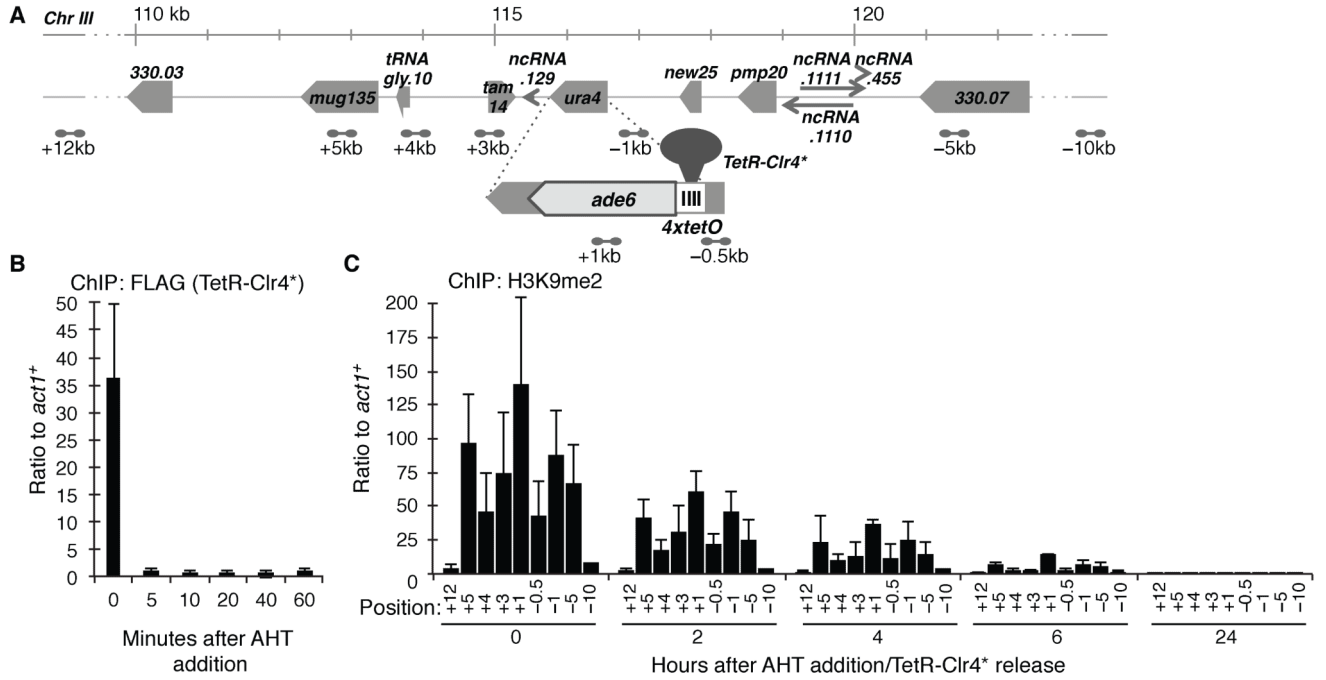 A
Chr III
110 kb
115
120
330.03
mug135
tRNA
gly.10
tam
14
ncRNA
.129
ura4
new25
pmp20
ncRNA
.1111
ncRNA
.455
ncRNA
.1110
330.07
+12kb
+5kb
+4kb
+3kb
−1kb
−5kb
−10kb
TetR-Clr4*
ade6
4xtetO
+1kb
−0.5kb
B
ChIP: FLAG (TetR-Clr4*)
Ratio to act1+
50
45
40
35
30
25
20
15
10
5
0
0 5 10 20 40 60
Minutes after AHT
addition
C
ChIP: H3K9me2
Ratio to act1+
200
175
150
125
100
75
50
25
0
Position:
+12 +5 +4 +3 +1 −0.5 −1 −5 −10
+12 +5 +4 +3 +1 −0.5 −1 −5 −10
+12 +5 +4 +3 +1 −0.5 −1 −5 −10
+12 +5 +4 +3 +1 −0.5 −1 −5 −10
+12 +5 +4 +3 +1 −0.5 −1 −5 −10
0 2 4 6 24
Hours after AHT addition/TetR-Clr4* release